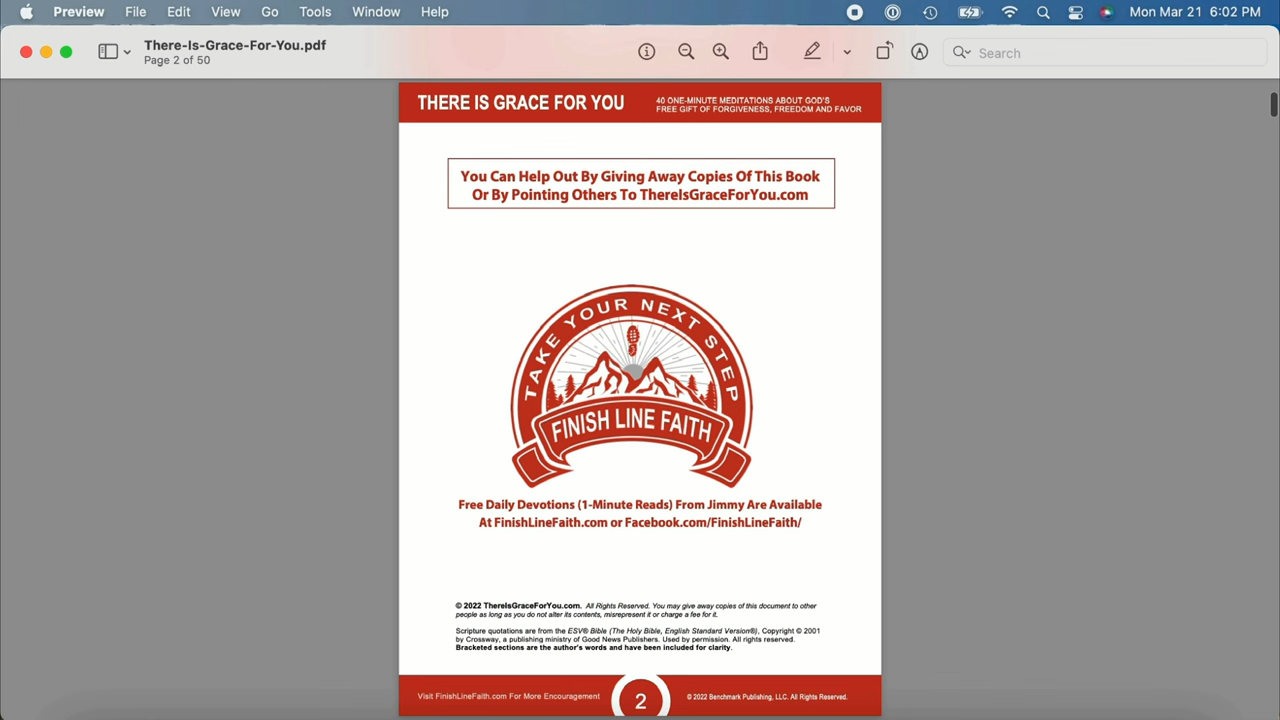 Preview File Edit View Go Tools Window Help Mon Mar 21 6:02 PM
There-Is-Grace-For-You.pdf
Page 2 of 50
Search
THERE IS GRACE FOR YOU
40 ONE-MINUTE MEDITATIONS ABOUT GOD'S
FREE GIFT OF FORGIVENESS, FREEDOM AND FAVOR
You Can Help Out By Giving Away Copies Of This Book
Or By Pointing Others To ThereIsGraceForYou.com
TAKE YOUR NEXT STEP
FINISH LINE FAITH
Free Daily Devotions (1-Minute Reads) From Jimmy Are Available
At FinishLineFaith.com or Facebook.com/FinishLineFaith/
© 2022 ThereIsGraceForYou.com. All Rights Reserved. You may give away copies of this document to other
people as long as you do not alter its contents, misrepresent it or charge a fee for it.
Scripture quotations are from the ESV® Bible (The Holy Bible, English Standard Version®), Copyright © 2001
by Crossway, a publishing ministry of Good News Publishers. Used by permission. All rights reserved.
Bracketed sections are the author's words and have been included for clarity.
Visit FinishLineFaith.com For More Encouragement
2
© 2022 Benchmark Publishing, LLC. All Rights Reserved.